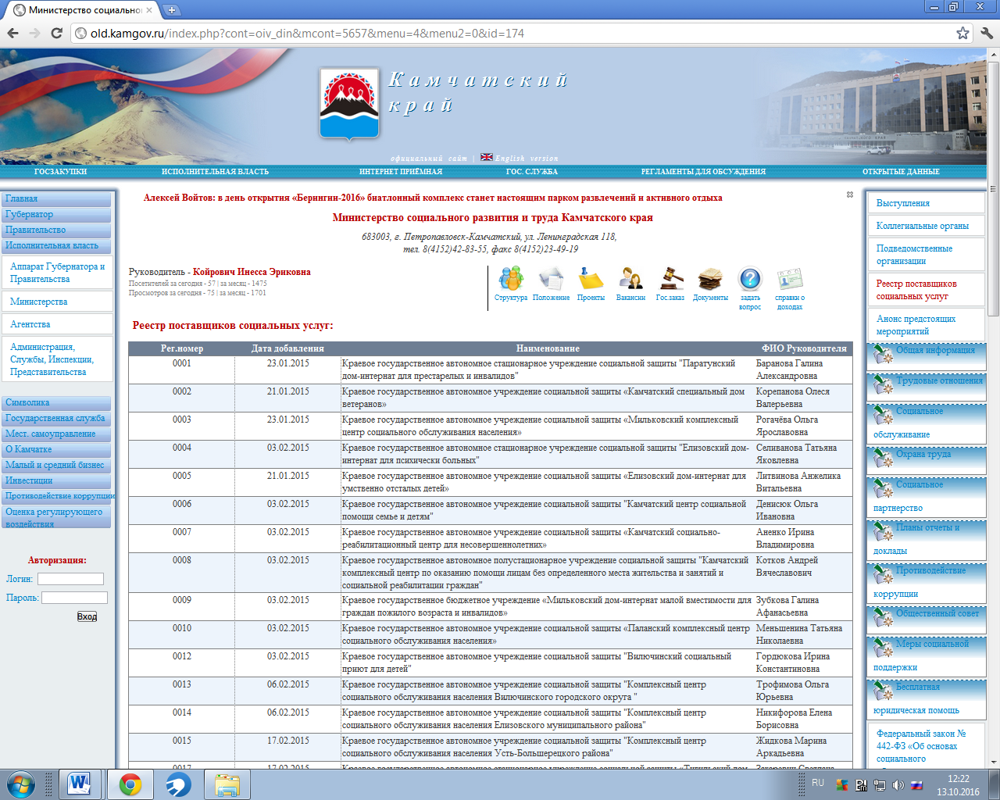 Министерство социально
old.kamgov.ru/index.php?cont=oiv_din&mcont=5657&menu=4&menu2=0&id=174
Камчатский
край
официальный сайт | English version
ГОСЗАКУПКИ ИСПОЛНИТЕЛЬНАЯ ВЛАСТЬ ИНТЕРНЕТ ПРИЁМНАЯ ГОС. СЛУЖБА РЕГЛАМЕНТЫ ДЛЯ ОБСУЖДЕНИЯ ОТКРЫТЫЕ ДАННЫЕ
Главная
Губернатор
Правительство
Исполнительная власть
Аппарат Губернатора и
Правительства
Министерства
Агентства
Администрация,
Службы, Инспекции,
Представительства
Символика
Государственная служба
Мест. самоуправление
О Камчатке
Малый и средний бизнес
Инвестиции
Противодействие коррупции
Оценка регулирующего
воздействия
Авторизация:
Логин:
Пароль:
Вход
Алексей Войтов: в день открытия «Берингии-2016» биатлонный комплекс станет настоящим парком развлечений и активного отдыха
Министерство социального развития и труда Камчатского края
683003, г. Петропавловск-Камчатский, ул. Ленинградская 118,
тел. 8(4152)42-83-55, факс 8(4152)23-49-19
Руководитель - Койрович Инесса Эриковна
Посетителей за сегодня - 57 | за месяц - 1475
Просмотров за сегодня - 75 | за месяц - 1701
Структура Положение Проекты Вакансии Гос.заказ Документы задать справки о
вопрос доходах
Реестр поставщиков социальных услуг:
Рег.номер Дата добавления Наименование ФИО Руководителя
0001 23.01.2015 Краевое государственное автономное стационарное учреждение социальной защиты "Паратунский Баранова Галина
дом-интернат для престарелых и инвалидов" Александровна
0002 21.01.2015 Краевое государственное автономное учреждение социальной защиты «Камчатский специальный дом Корепанова Олеся
ветеранов» Валерьевна
0003 23.01.2015 Краевое государственное автономное учреждение социальной защиты «Мильковский комплексный Рогачёва Ольга
центр социального обслуживания населения» Ярославовна
0004 03.02.2015 Краевое государственное автономное стационарное учреждение социальной защиты "Елизовский дом- Селиванова Татьяна
интернат для психически больных" Яковлевна
0005 21.01.2015 Краевое государственное автономное учреждение социальной защиты «Елизовский дом-интернат для Литвинова Анжелика
умственно отсталых детей» Витальевна
0006 03.02.2015 Краевое государственное автономное учреждение социальной защиты "Камчатский центр социальной Денисюк Ольга
помощи семье и детям" Ивановна
0007 03.02.2015 Краевое государственное автономное учреждение социальной защиты «Камчатский социально- Аненко Ирина
реабилитационный центр для несовершеннолетних» Владимировна
0008 03.02.2015 Краевое государственное автономное полустационарное учреждение социальной защиты "Камчатский Котков Андрей
комплексный центр по оказанию помощи лицам без определенного места жительства и занятий и Вячеславович
социальной реабилитации граждан"
0009 03.02.2015 Краевое государственное бюджетное учреждение «Мильковский дом-интернат малой вместимости для Зубкова Галина
граждан пожилого возраста и инвалидов» Афанасьевна
0010 03.02.2015 Краевое государственное автономное учреждение социальной защиты «Паланский комплексный центр Меньшенина Татьяна
социального обслуживания населения» Николаевна
0012 03.02.2015 Краевое государственное автономное учреждение социальной защиты "Вилючинский социальный Гордюкова Ирина
приют для детей" Константиновна
0013 06.02.2015 Краевое государственное автономное учреждение социальной защиты "Комплексный центр Трофимова Ольга
социального обслуживания населения Вилючинского городского округа " Юрьевна
0014 06.02.2015 Краевое государственное автономное учреждение социальной защиты "Комплексный центр Никифорова Елена
социального обслуживания населения Елизовского муниципального района" Борисовна
0015 17.02.2015 Краевое государственное автономное учреждение социальной защиты "Комплексный центр Жидкова Марина
социального обслуживания населения Усть-Большерецкого района" Аркадьевна
Выступления
Коллегиальные органы
Подведомственные
организации
Реестр поставщиков
социальных услуг
Анонс предстоящих
мероприятий
Общая информация
Трудовые отношения
Социальное
обслуживание
Охрана труда
Социальное
партнерство
Планы отчеты и
доклады
Противодействие
коррупции
Общественный совет
Меры социальной
поддержки
Бесплатная
юридическая помощь
Федеральный закон №
442-ФЗ «Об основах
социального
RU 12:22
13.10.2016